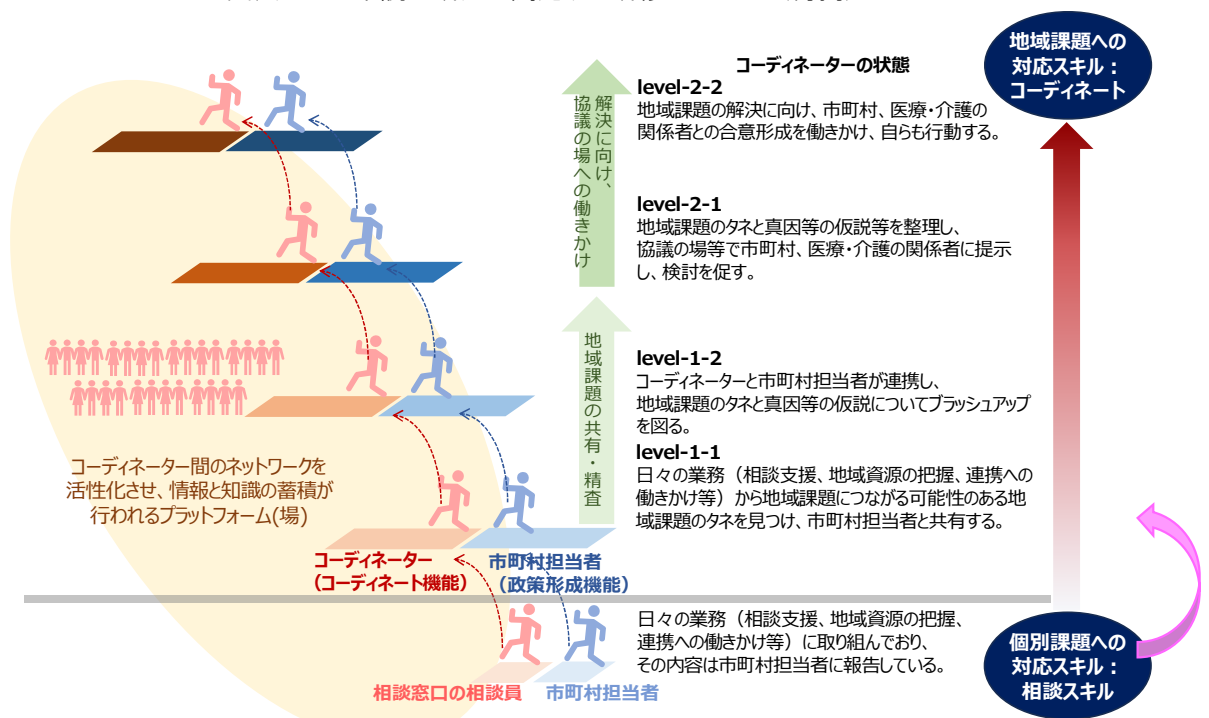 コーディネーターの状態
地域課題への
対応スキル：
コーディネート
解決に向け、
協議の場への働きかけ
level-2-2
地域課題の解決に向け、市町村、医療・介護の
関係者との合意形成を働きかけ、自らも行動する。
level-2-1
地域課題のタネと真因等の仮説等を整理し、
協議の場等で市町村、医療・介護の関係者に提示
し、検討を促す。
地域課題の共有・精査
level-1-2
コーディネーターと市町村担当者が連携し、
地域課題のタネと真因等の仮説についてブラッシュアップ
を図る。
level-1-1
日々の業務（相談支援、地域資源の把握、連携への
働きかけ等）から地域課題につながる可能性のある地
域課題のタネを見つけ、市町村担当者と共有する。
コーディネーター間のネットワークを
活性化させ、情報と知識の蓄積が
行われるプラットフォーム(場)
コーディネーター
（コーディネート機能）
市町村担当者
（政策形成機能）
日々の業務（相談支援、地域資源の把握、
連携への働きかけ等）に取り組んでおり、
その内容は市町村担当者に報告している。
個別課題への
対応スキル：
相談スキル
相談窓口の相談員
市町村担当者